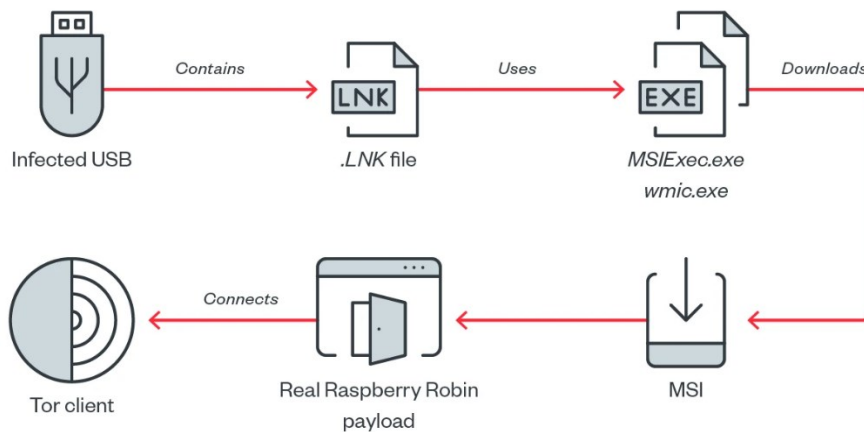 Contains
Uses
Downloads
LNK
EXE
Infected USB
.LNK file
MSIExec.exe
wmic.exe
Connects
Tor client
Real Raspberry Robin
payload
MSI